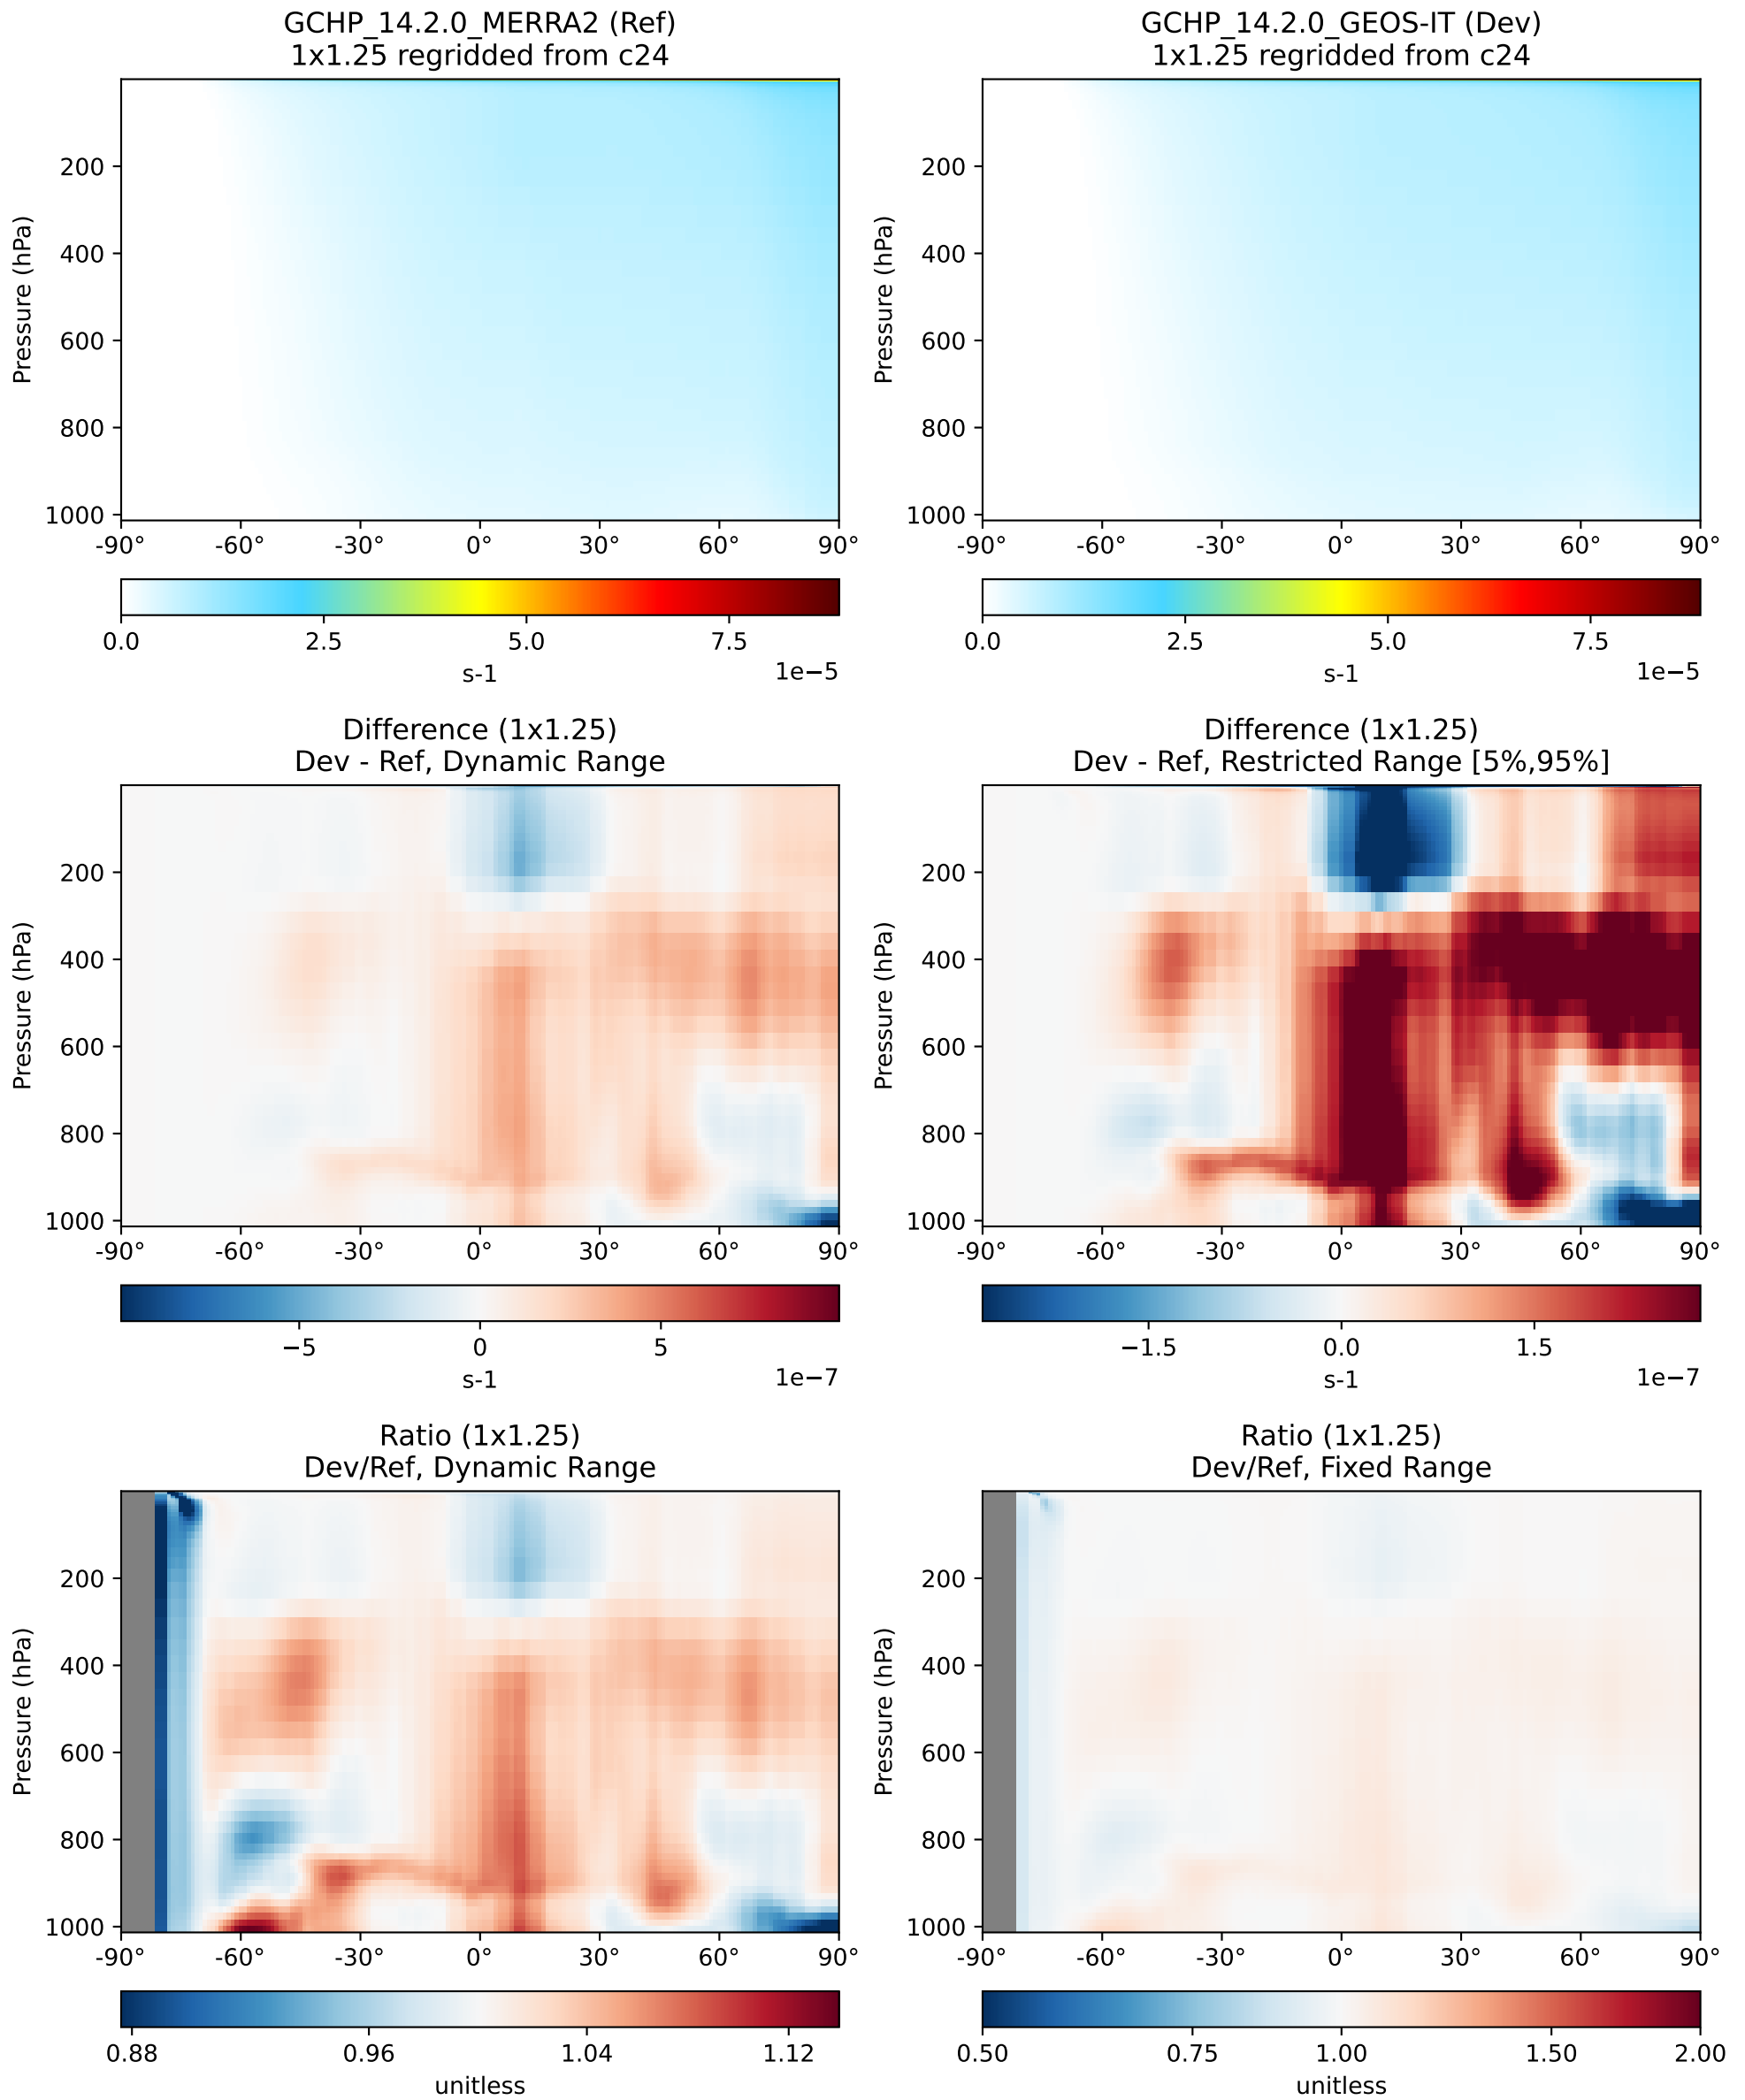 GCHP_14.2.0_MERRA2 (Ref)
1x1.25 regridded from c24
Pressure (hPa)
200
400
600
800
1000
-90° -60° -30° 0° 30° 60° 90°
0.0 2.5 5.0 7.5
s-1
1e−5
GCHP_14.2.0_GEOS-IT (Dev)
1x1.25 regridded from c24
Pressure (hPa)
200
400
600
800
1000
-90° -60° -30° 0° 30° 60° 90°
0.0 2.5 5.0 7.5
s-1
1e−5
Difference (1x1.25)
Dev - Ref, Dynamic Range
Pressure (hPa)
200
400
600
800
1000
-90° -60° -30° 0° 30° 60° 90°
−5 0 5
s-1
1e−7
Difference (1x1.25)
Dev - Ref, Restricted Range [5%,95%]
Pressure (hPa)
200
400
600
800
1000
-90° -60° -30° 0° 30° 60° 90°
−1.5 0.0 1.5
s-1
1e−7
Ratio (1x1.25)
Dev/Ref, Dynamic Range
Pressure (hPa)
200
400
600
800
1000
-90° -60° -30° 0° 30° 60° 90°
0.88 0.96 1.04 1.12
unitless
Ratio (1x1.25)
Dev/Ref, Fixed Range
Pressure (hPa)
200
400
600
800
1000
-90° -60° -30° 0° 30° 60° 90°
0.50 0.75 1.00 1.50 2.00
unitless